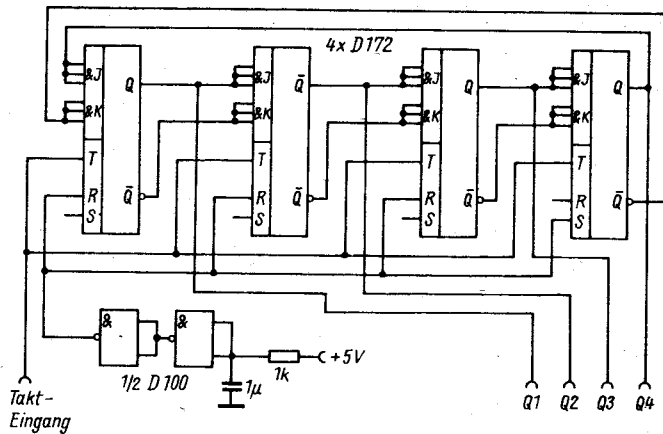 4x D172
&J Q &J Q̅ &J Q &J Q
&K &K &K &K
T T T T
R Q̅ R Q̅ R Q̅ R Q̅
S S S S
& &
1/2 D100
1k
+5V
1µ
Takt-
Eingang
Q1 Q2 Q3 Q4